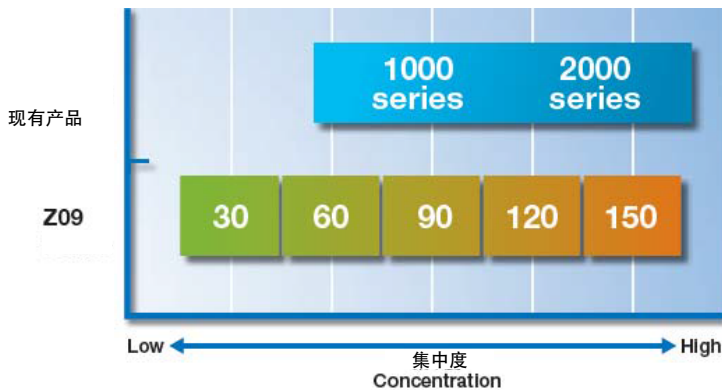 1000 2000
series series
现有产品
Z09 30 60 90 120 150
Low 集中度 High
Concentration